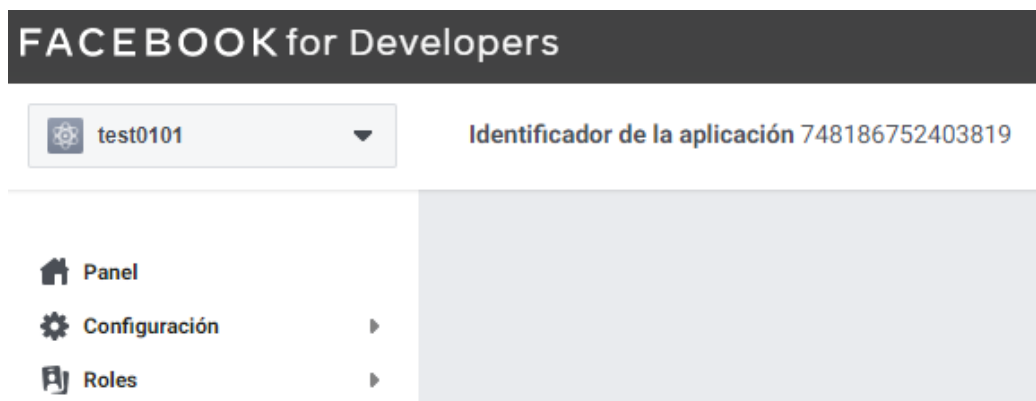 FACEBOOK for Developers
test0101
Identificador de la aplicación 748186752403819
Panel
Configuración
Roles